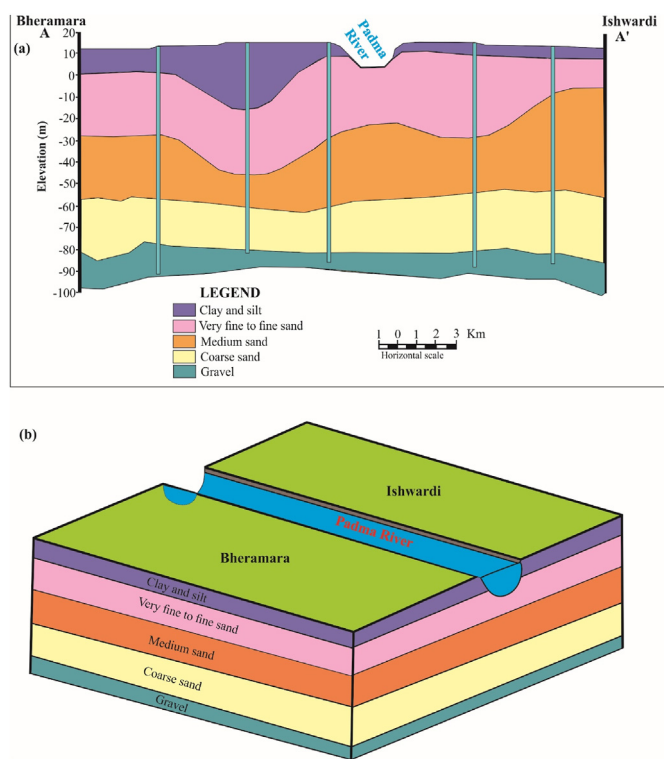 Bheramara
Ishwardi
A
A'
(a)
Padma
River
Elevation (m)
20
10
0
-10
-20
-30
-40
-50
-60
-70
-80
-90
-100
LEGEND
Clay and silt
Very fine to fine sand
Medium sand
Coarse sand
Gravel
1 0 1 2 3 Km
Horizontal scale
(b)
Ishwardi
Padma River
Bheramara
Clay and silt
Very fine to fine sand
Medium sand
Coarse sand
Gravel